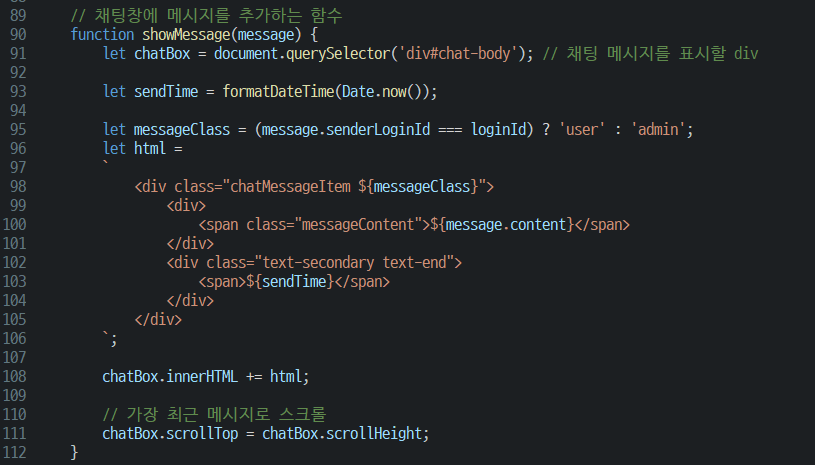 89 // 채팅창에 메시지를 추가하는 함수
90 function showMessage(message) {
91 let chatBox = document.querySelector('div#chat-body'); // 채팅 메시지를 표시할 div
92
93 let sendTime = formatDateTime(Date.now());
94
95 let messageClass = (message.senderLoginId === loginId) ? 'user' : 'admin';
96 let html =
97 `
98 <div class="chatMessageItem ${messageClass}">
99 <div>
100 <span class="messageContent">${message.content}</span>
101 </div>
102 <div class="text-secondary text-end">
103 <span>${sendTime}</span>
104 </div>
105 </div>
106 `;
107
108 chatBox.innerHTML += html;
109
110 // 가장 최근 메시지로 스크롤
111 chatBox.scrollTop = chatBox.scrollHeight;
112 }